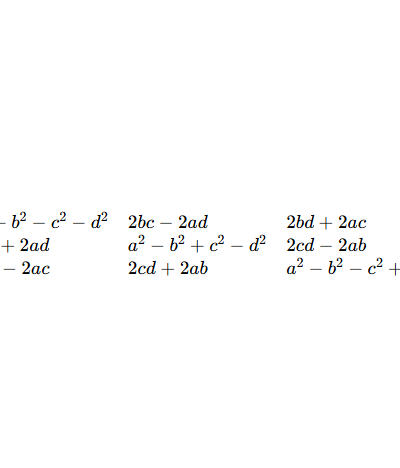 − b² − c² − d² 2bc − 2ad 2bd + 2ac
+ 2ad a² − b² + c² − d² 2cd − 2ab
− 2ac 2cd + 2ab a² − b² − c² +